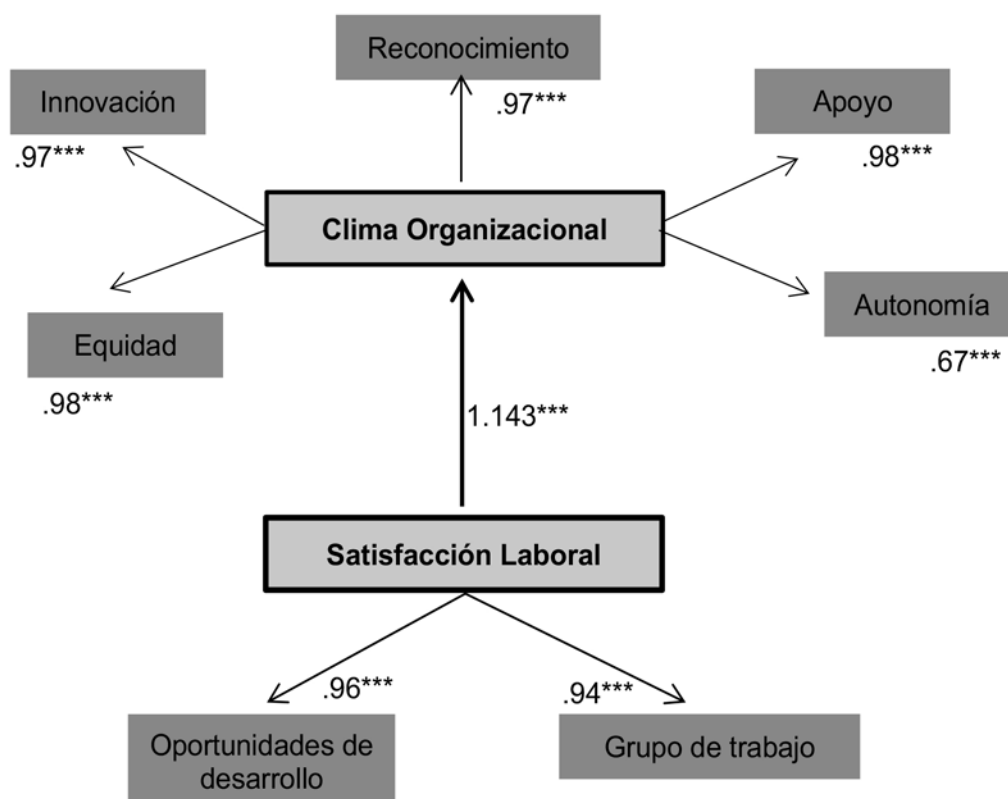 Reconocimiento
.97***
Innovación
.97***
Apoyo
.98***
Clima Organizacional
Equidad
.98***
Autonomía
.67***
1.143***
Satisfacción Laboral
.96***
.94***
Oportunidades de
desarrollo
Grupo de trabajo